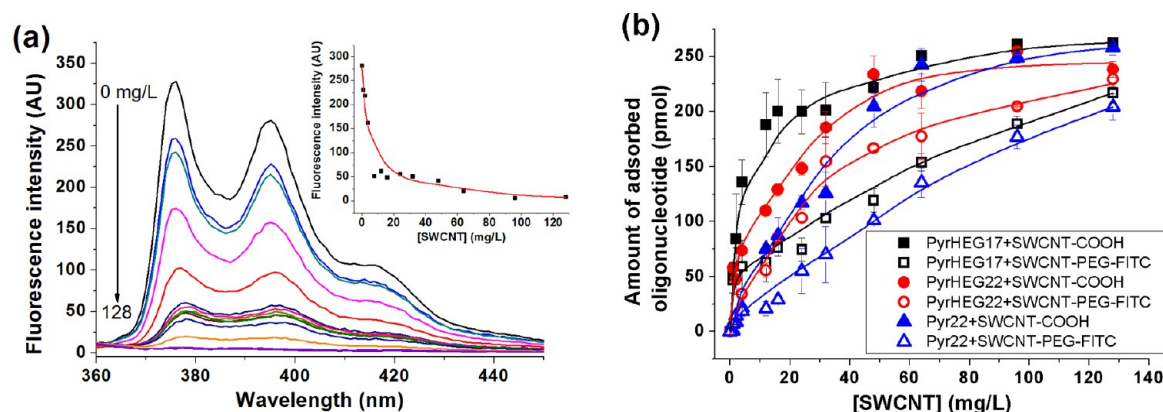 (a)
Fluorescence intensity (AU)
350
300
250
200
150
100
50
0
0 mg/L
128
360
380
400
420
440
Wavelength (nm)
Fluorescence intensity (AU)
300
250
200
150
100
50
0
0
20
40
60
80
100
120
[SWCNT] (mg/L)
(b)
Amount of adsorbed
oligonucleotide (pmol)
250
200
150
100
50
0
PyrHEG17+SWCNT-COOH
PyrHEG17+SWCNT-PEG-FITC
PyrHEG22+SWCNT-COOH
PyrHEG22+SWCNT-PEG-FITC
Pyr22+SWCNT-COOH
Pyr22+SWCNT-PEG-FITC
0
20
40
60
80
100
120
[SWCNT] (mg/L)